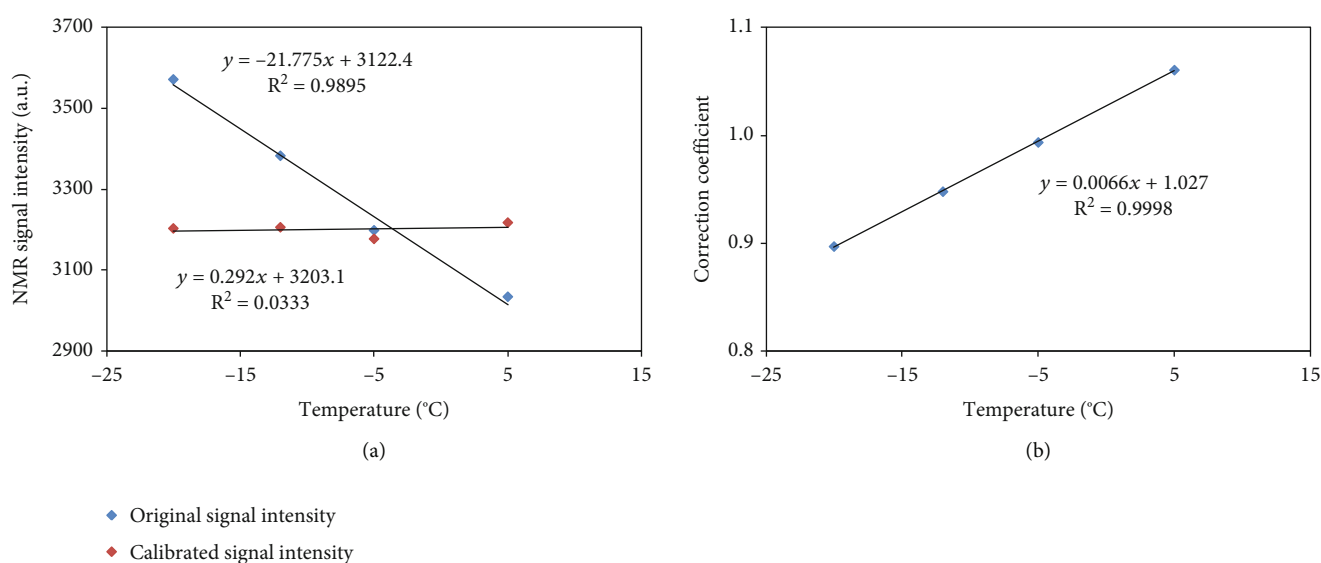 3700
3500
3300
3100
2900
NMR signal intensity (a.u.)
y = –21.775x + 3122.4
R² = 0.9895
y = 0.292x + 3203.1
R² = 0.0333
–25 –15 –5 5 15
Temperature (°C)
(a)
1.1
1.0
0.9
0.8
Correction coefficient
y = 0.0066x + 1.027
R² = 0.9998
–25 –15 –5 5 15
Temperature (°C)
(b)
Original signal intensity
Calibrated signal intensity